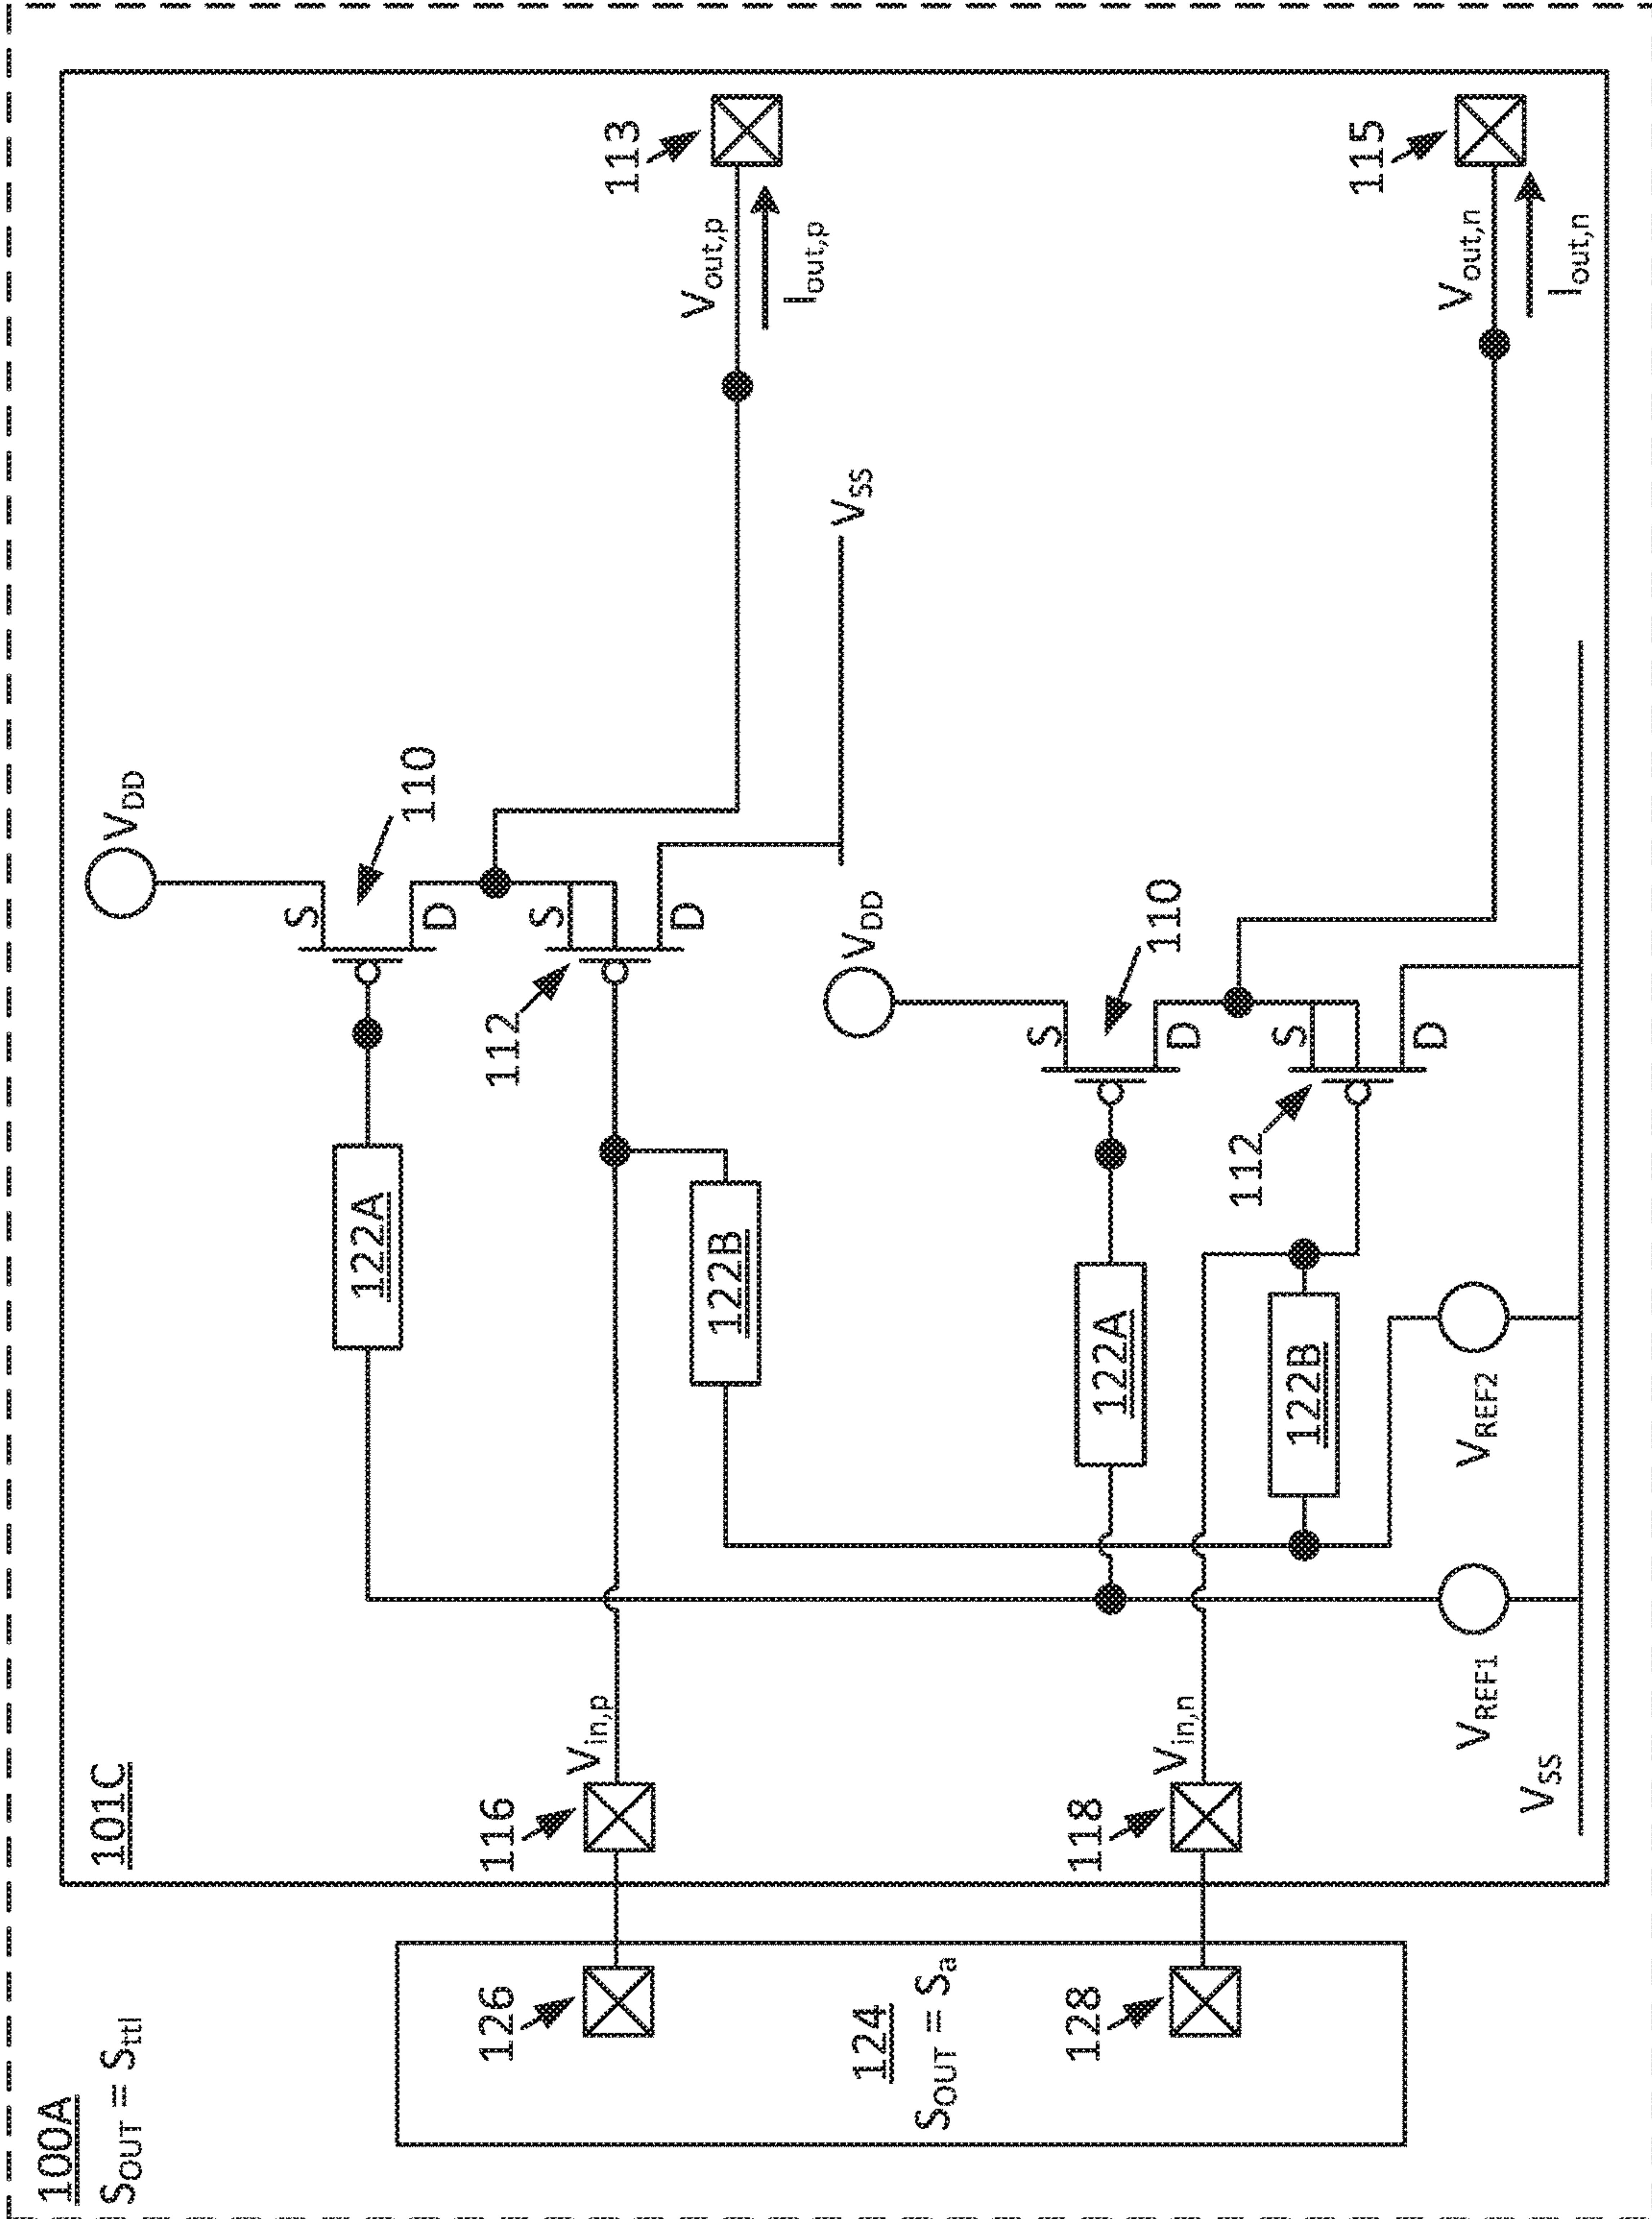 100A
S_OUT = S_ttl
101C
V_DD
110
S
D
122A
113
V_out,p
I_out,p
S
D
112
126
116
V_in,p
122B
V_SS
124
S_OUT = S_a
V_DD
110
S
D
122A
128
118
V_in,n
S
D
112
122B
115
V_out,n
I_out,n
V_REF1
V_REF2
V_SS